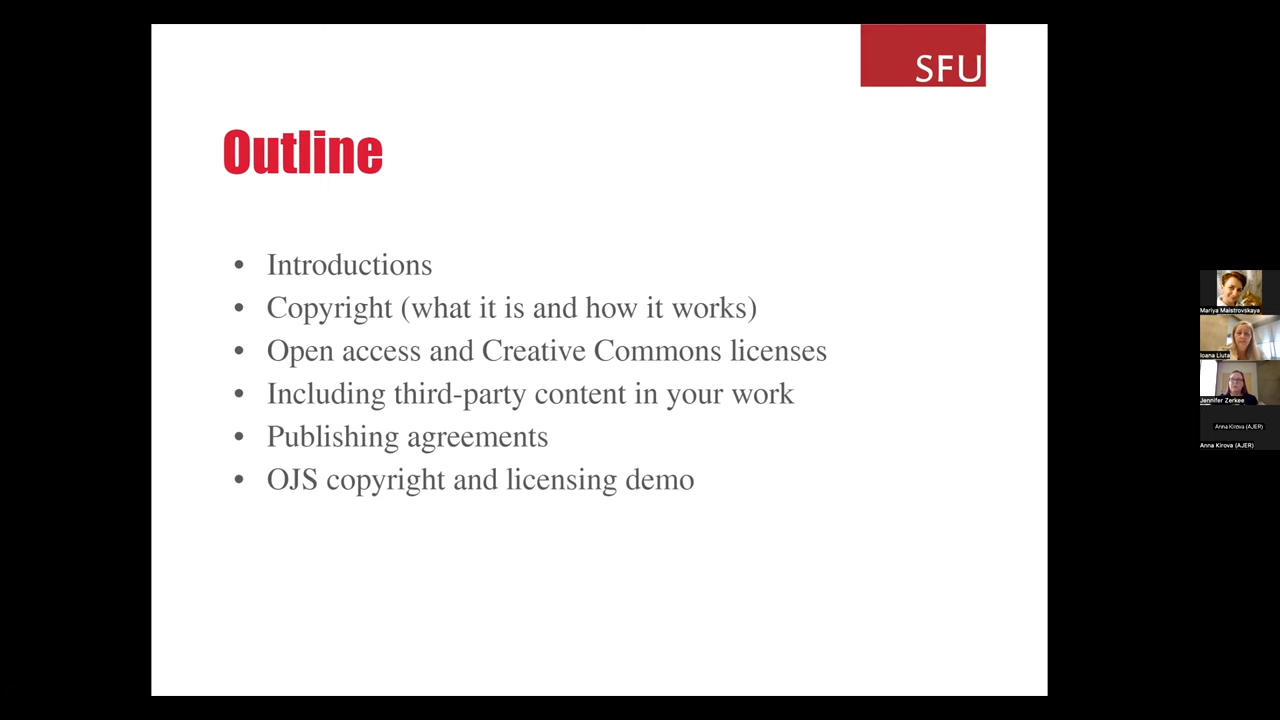 SFU
Outline
• Introductions
• Copyright (what it is and how it works)
• Open access and Creative Commons licenses
• Including third-party content in your work
• Publishing agreements
• OJS copyright and licensing demo
Mariya Maistrovskaya
Ioana Liuta
Jennifer Zerkee
Anna Kirova (AJER)
Anna Kirova (AJER)